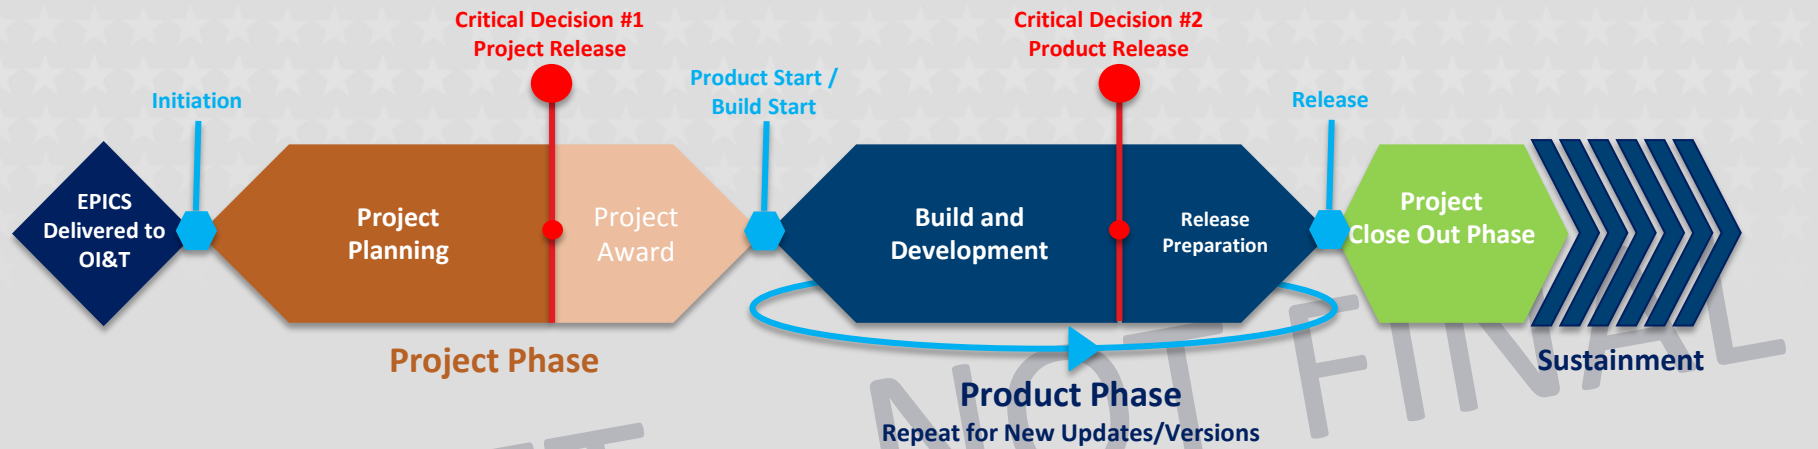 Critical Decision #1
Project Release
Critical Decision #2
Product Release
Initiation
Product Start /
Build Start
Release
EPICS
Delivered to
OI&T
Project
Planning
Project
Award
Build and
Development
Release
Preparation
Project
Close Out Phase
Project Phase
Product Phase
Repeat for New Updates/Versions
Sustainment
NOT FINAL